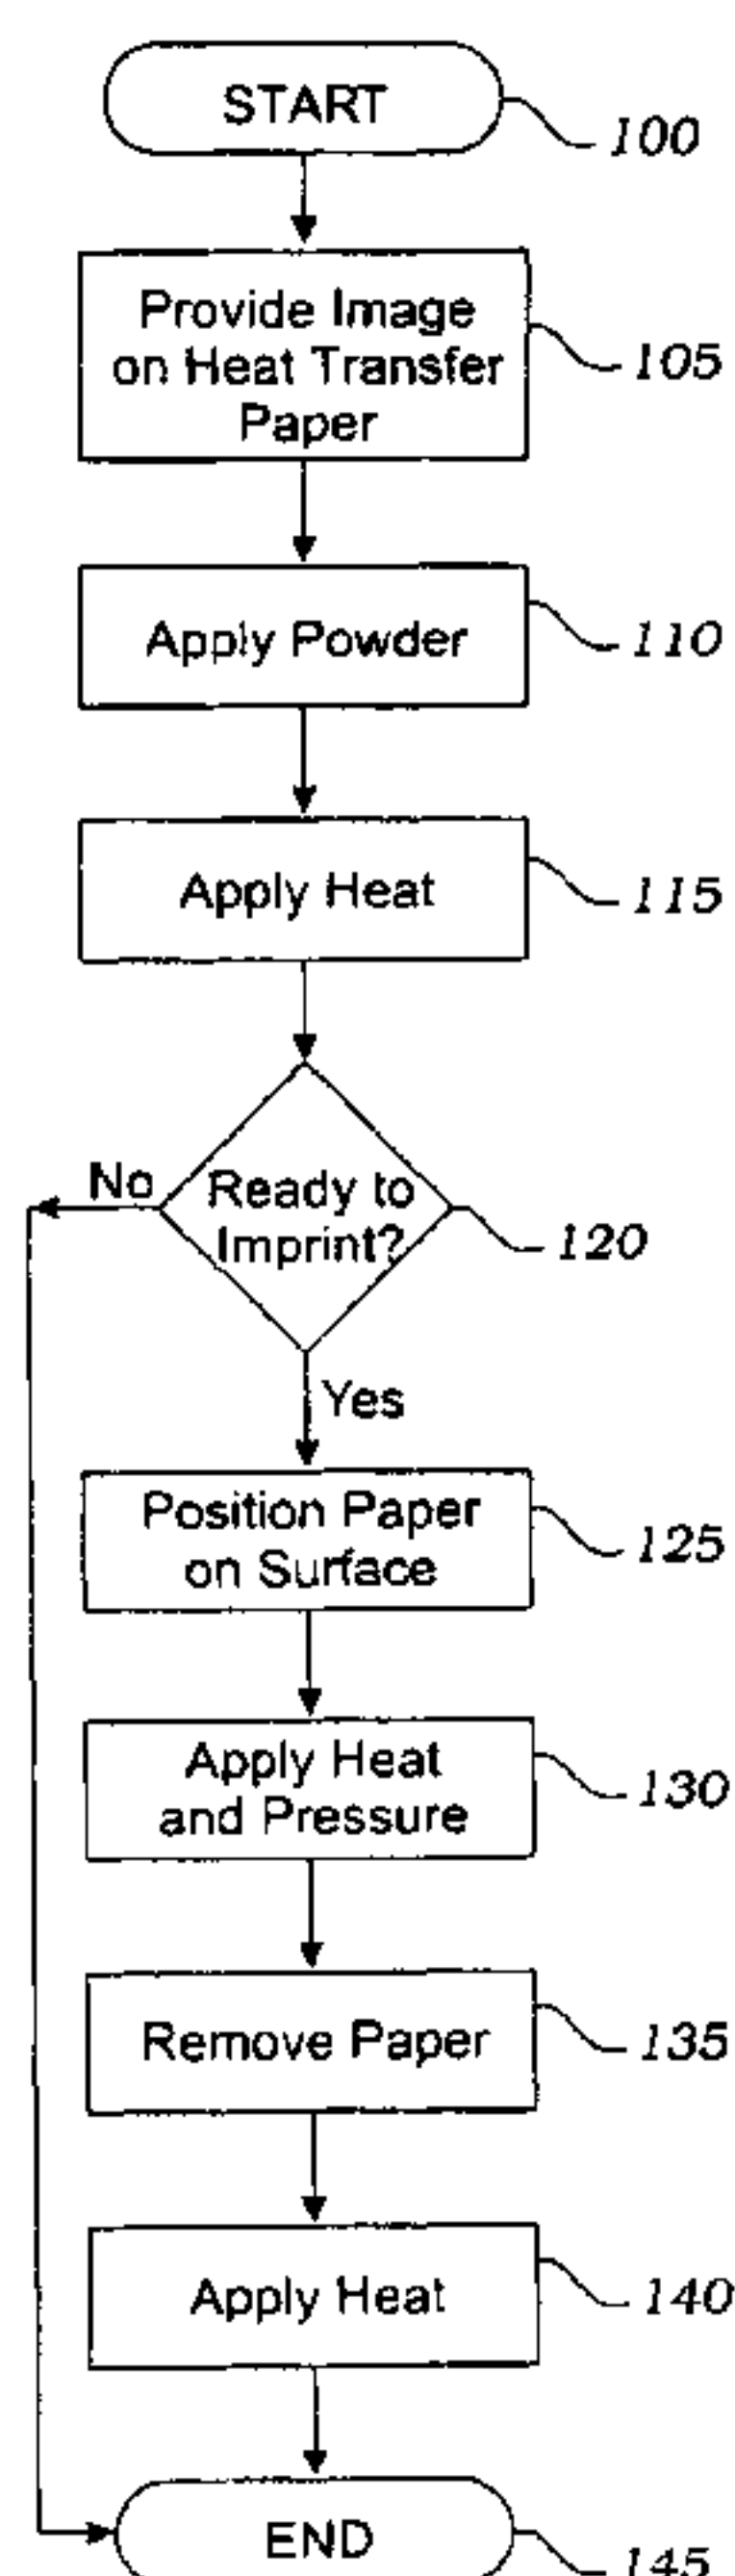 START
100
Provide Image
on Heat Transfer
Paper
105
Apply Powder
110
Apply Heat
115
No
Ready to
Imprint?
120
Yes
Position Paper
on Surface
125
Apply Heat
and Pressure
130
Remove Paper
135
Apply Heat
140
END
145